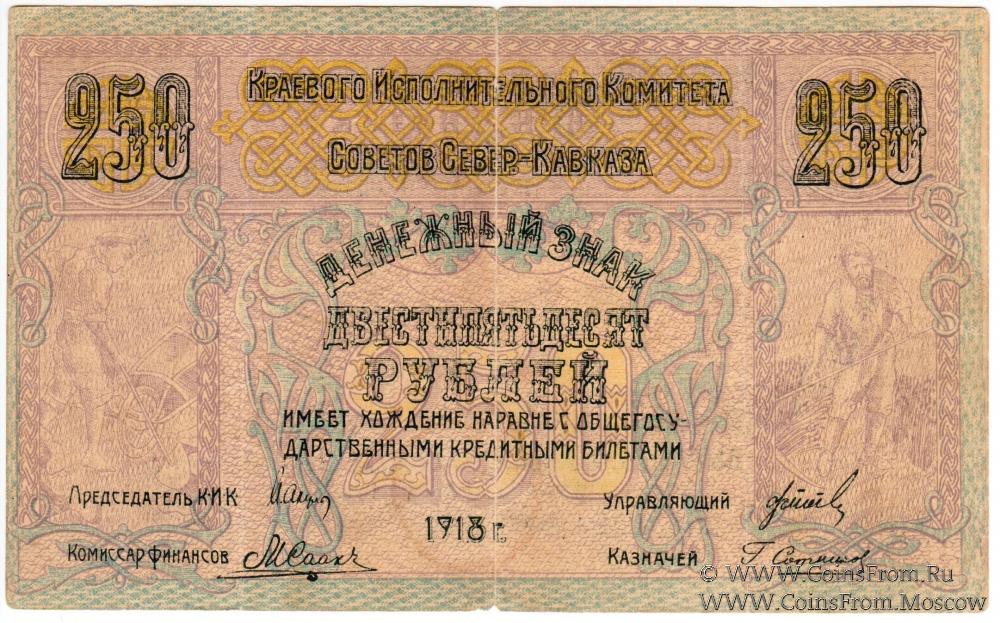 250 Краевого Исполнительного Комитета 250
Советов Север.-Кавказа
ДЕНЕЖНЫЙ ЗНАК
ДВЕСТИПЯТЬДЕСЯТ
РУБЛЕЙ
250
ИМЕЕТ ХОЖДЕНИЕ НАРАВНЕ С ОБЩЕГОСУ-
ДАРСТВЕННЫМИ КРЕДИТНЫМИ БИЛЕТАМИ
Председатель К·И·К Управляющий
1918 г.
Комиссар финансов Казначей
© WWW.CoinsFrom.Ru
WWW.CoinsFrom.Moscow